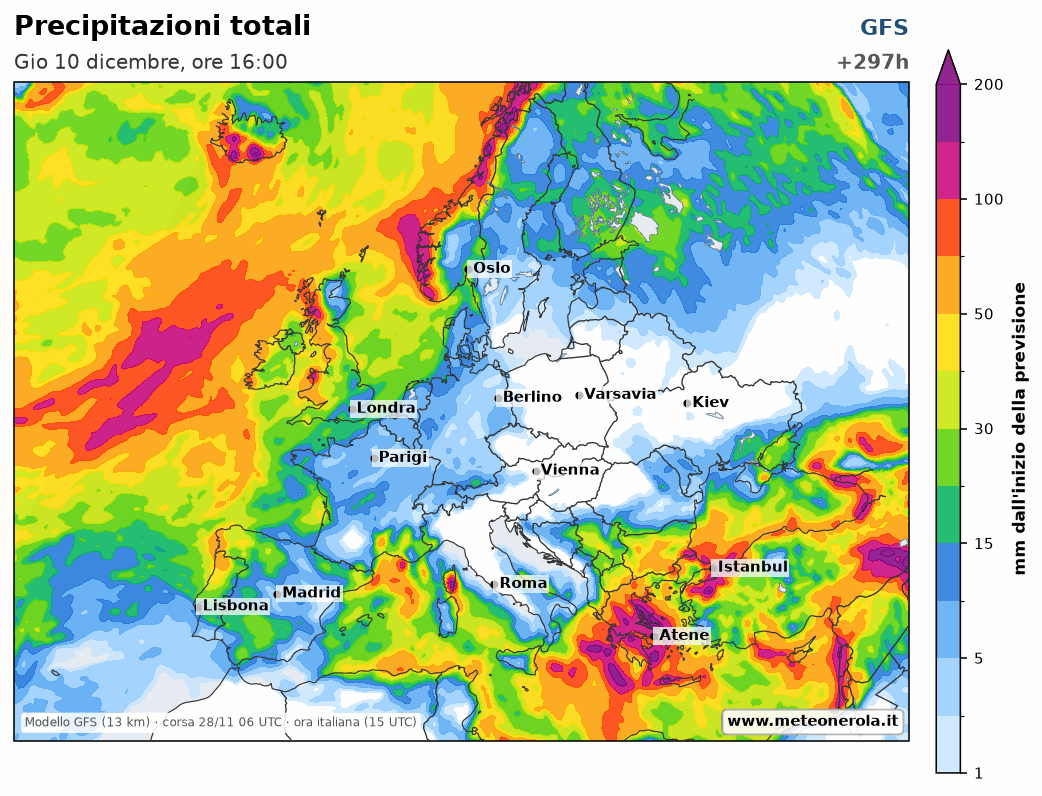 Precipitazioni totali
GFS
Gio 10 dicembre, ore 16:00
+297h
200
100
50
30
15
5
1
mm dall'inizio della previsione
Oslo
Berlino
Varsavia
Kiev
Londra
Parigi
Vienna
Istanbul
Roma
Madrid
Lisbona
Atene
Modello GFS (13 km) · corsa 28/11 06 UTC · ora italiana (15 UTC)
www.meteonerola.it